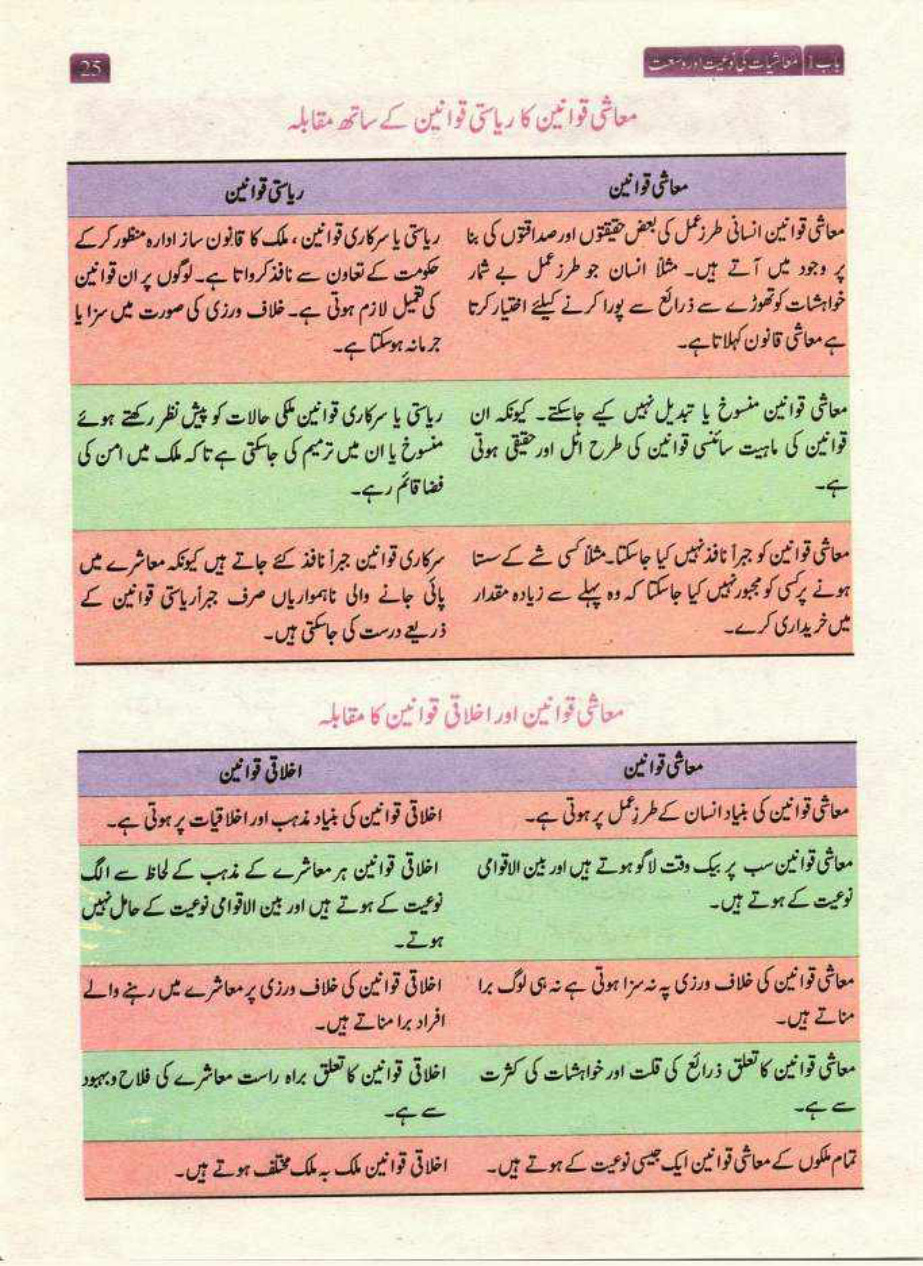 باب 1 معاشیات کی نوعیت اور وسعت
25
معاشی قوانین کا ریاستی قوانین کے ساتھ مقابلہ
معاشی قوانین
ریاستی قوانین
معاشی قوانین انسانی طرز عمل کی بعض حقیقتوں اور صداقتوں کی بنا
پر وجود میں آتے ہیں۔ مثلاً انسان جو طرز عمل بے شمار
خواہشات کو تھوڑے سے ذرائع سے پورا کرنے کیلئے اختیار کرتا
ہے معاشی قانون کہلاتا ہے۔
ریاستی یا سرکاری قوانین، ملک کا قانون ساز ادارہ منظور کر کے
حکومت کے تعاون سے نافذ کرواتا ہے۔ لوگوں پر ان قوانین
کی تعمیل لازم ہوتی ہے۔ خلاف ورزی کی صورت میں سزا یا
جرمانہ ہوسکتا ہے۔
معاشی قوانین منسوخ یا تبدیل نہیں کیے جاسکتے۔ کیونکہ ان
قوانین کی ماہیت سائنسی قوانین کی طرح اٹل اور حقیقی ہوتی
ہے۔
ریاستی یا سرکاری قوانین ملکی حالات کو پیش نظر رکھتے ہوئے
منسوخ یا ان میں ترمیم کی جاسکتی ہے تاکہ ملک میں امن کی
فضا قائم رہے۔
معاشی قوانین کو جبراً نافذ نہیں کیا جاسکتا۔ مثلاً کسی شے کے سستا
ہونے پر کسی کو مجبور نہیں کیا جاسکتا کہ وہ پہلے سے زیادہ مقدار
میں خریداری کرے۔
سرکاری قوانین جبراً نافذ کئے جاتے ہیں کیونکہ معاشرے میں
پائی جانے والی ناہمواریاں صرف جبراً ریاستی قوانین کے
ذریعے درست کی جاسکتی ہیں۔
معاشی قوانین اور اخلاقی قوانین کا مقابلہ
معاشی قوانین
اخلاقی قوانین
معاشی قوانین کی بنیاد انسان کے طرزِ عمل پر ہوتی ہے۔
اخلاقی قوانین کی بنیاد مذہب اور اخلاقیات پر ہوتی ہے۔
معاشی قوانین سب پر بیک وقت لاگو ہوتے ہیں اور بین الاقوامی
نوعیت کے ہوتے ہیں۔
اخلاقی قوانین ہر معاشرے کے مذہب کے لحاظ سے الگ
نوعیت کے ہوتے ہیں اور بین الاقوامی نوعیت کے حامل نہیں
ہوتے۔
معاشی قوانین کی خلاف ورزی پہ نہ سزا ہوتی ہے نہ ہی لوگ برا
مناتے ہیں۔
اخلاقی قوانین کی خلاف ورزی پر معاشرے میں رہنے والے
افراد برا مناتے ہیں۔
معاشی قوانین کا تعلق ذرائع کی قلت اور خواہشات کی کثرت
سے ہے۔
اخلاقی قوانین کا تعلق براہ راست معاشرے کی فلاح و بہبود
سے ہے۔
تمام ملکوں کے معاشی قوانین ایک جیسی نوعیت کے ہوتے ہیں۔
اخلاقی قوانین ملک بہ ملک مختلف ہوتے ہیں۔